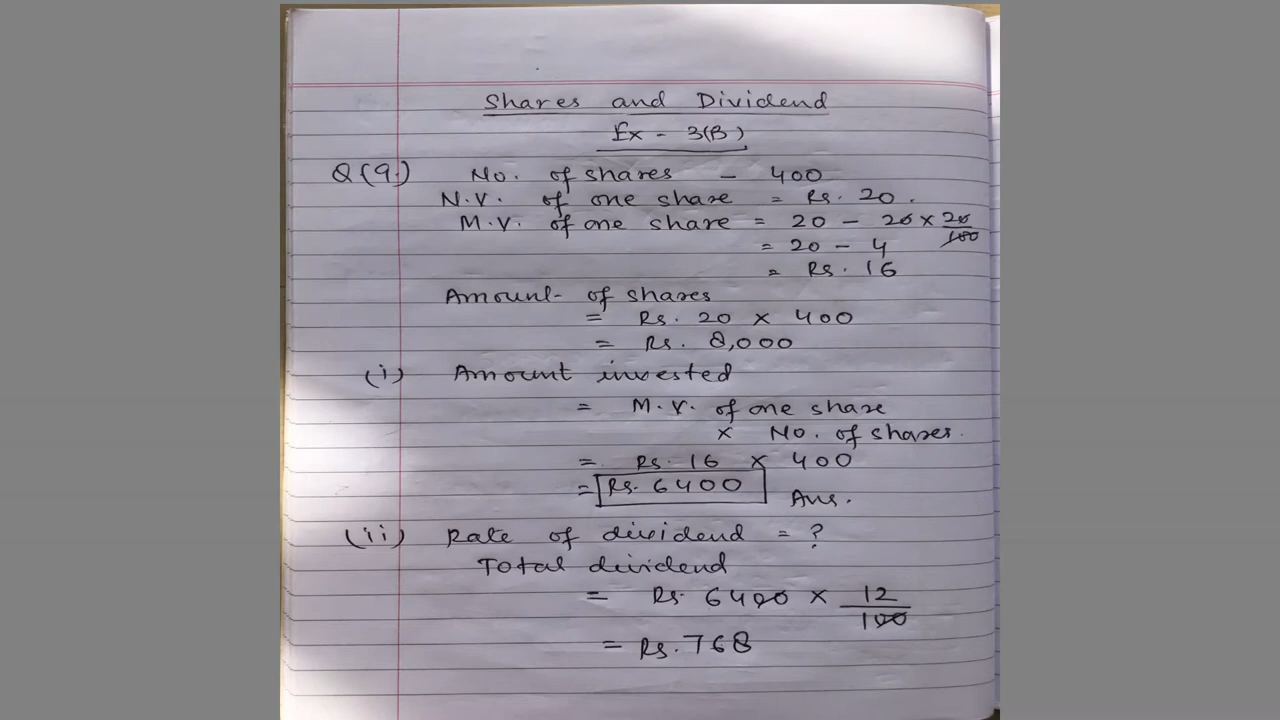 Shares and Dividend
Ex - 3(B)
Q(9.) No. of shares - 400
N.V. of one share = Rs. 20.
M.V. of one share = 20 - 20 × 20/100
= 20 - 4
= Rs. 16
Amount of shares
= Rs. 20 × 400
= Rs. 8,000
(i) Amount invested
= M.V. of one share
× No. of shares.
= Rs. 16 × 400
= Rs. 6400 Ans.
(ii) Rate of dividend = ?
Total dividend
= Rs. 6400 × 12/100
= Rs. 768